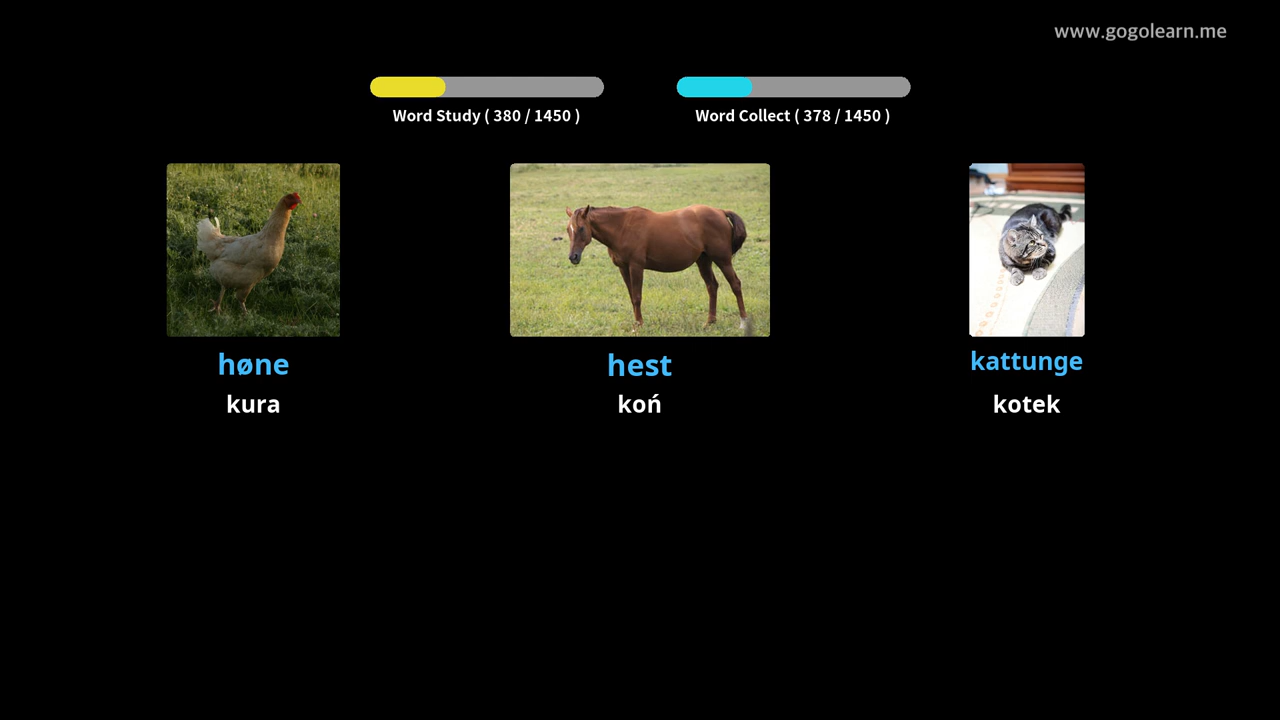 www.gogolearn.me
Word Study ( 380 / 1450 )
Word Collect ( 378 / 1450 )
høne
hest
kattunge
kura
koń
kotek